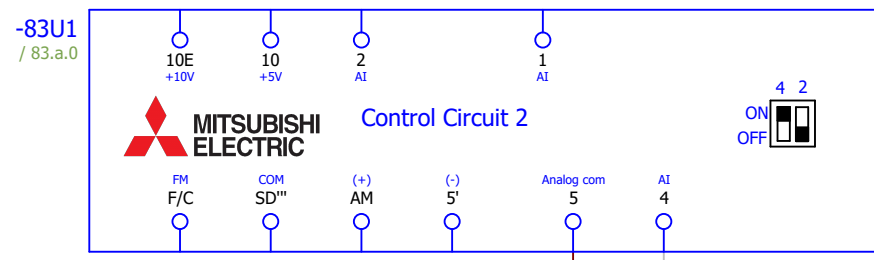 -83U1
/ 83.a.0
10E 10 2 1
+10V +5V AI AI
4 2
ON
OFF
MITSUBISHI
ELECTRIC
Control Circuit 2
FM COM (+) (-) Analog com AI
F/C SD''' AM 5' 5 4